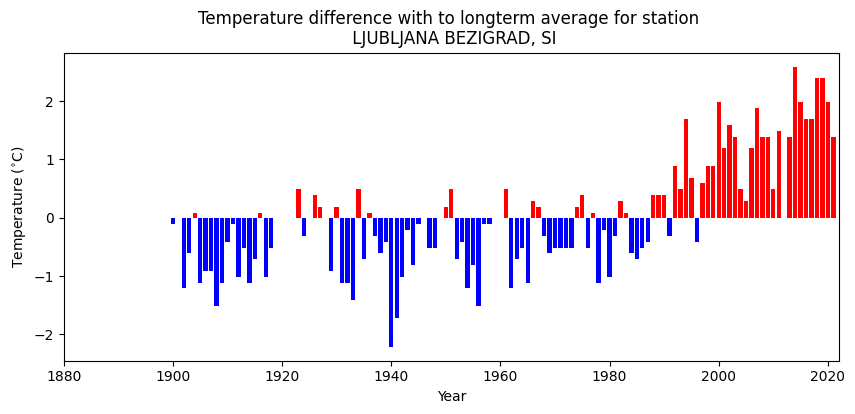 Temperature difference with to longterm average for station
LJUBLJANA BEZIGRAD, SI
Temperature (°C)
2
1
0
−1
−2
1880 1900 1920 1940 1960 1980 2000 2020
Year